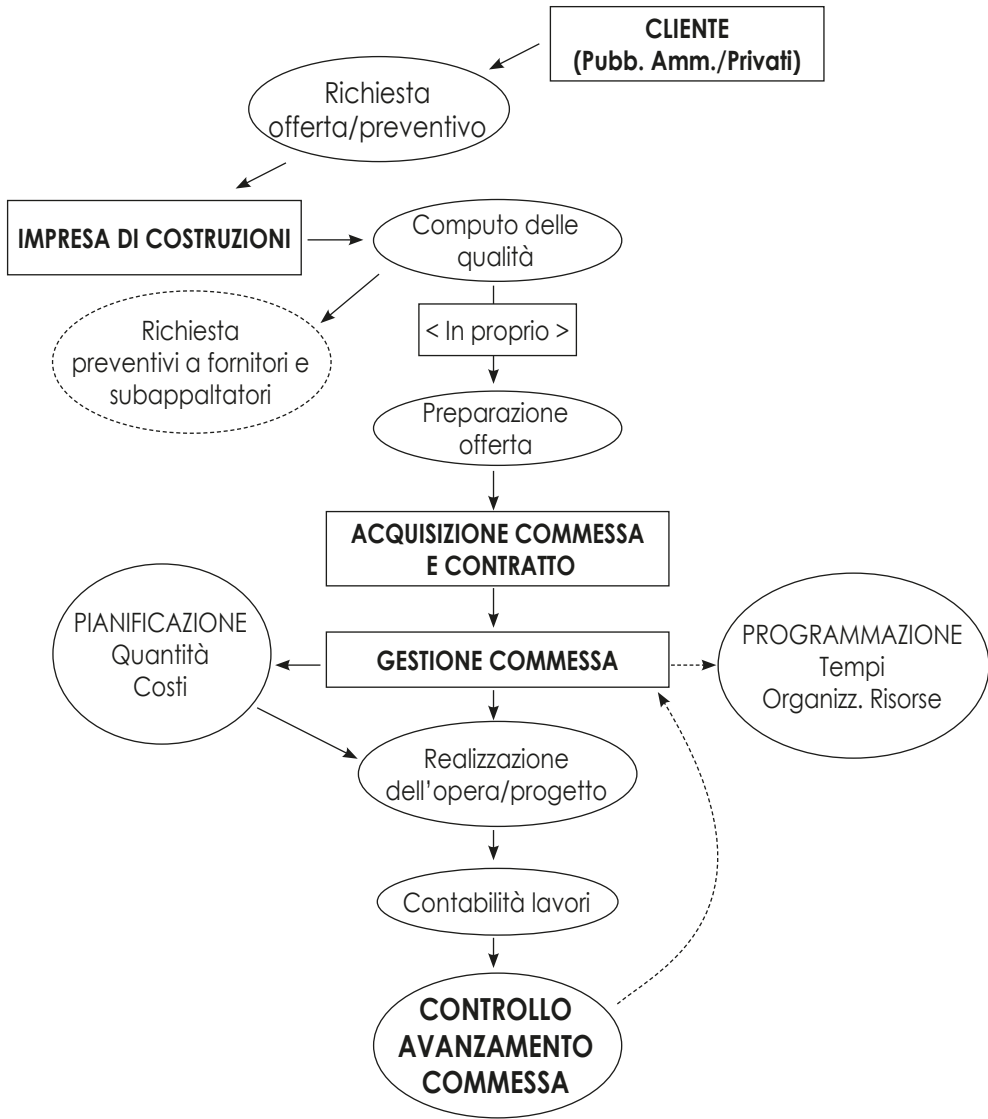 CLIENTE
(Pubb. Amm./Privati)
Richiesta
offerta/preventivo
IMPRESA DI COSTRUZIONI
Computo delle
qualità
Richiesta
preventivi a fornitori e
subappaltatori
< In proprio >
Preparazione
offerta
ACQUISIZIONE COMMESSA
E CONTRATTO
PIANIFICAZIONE
Quantità
Costi
GESTIONE COMMESSA
PROGRAMMAZIONE
Tempi
Organizz. Risorse
Realizzazione
dell'opera/progetto
Contabilità lavori
CONTROLLO
AVANZAMENTO
COMMESSA